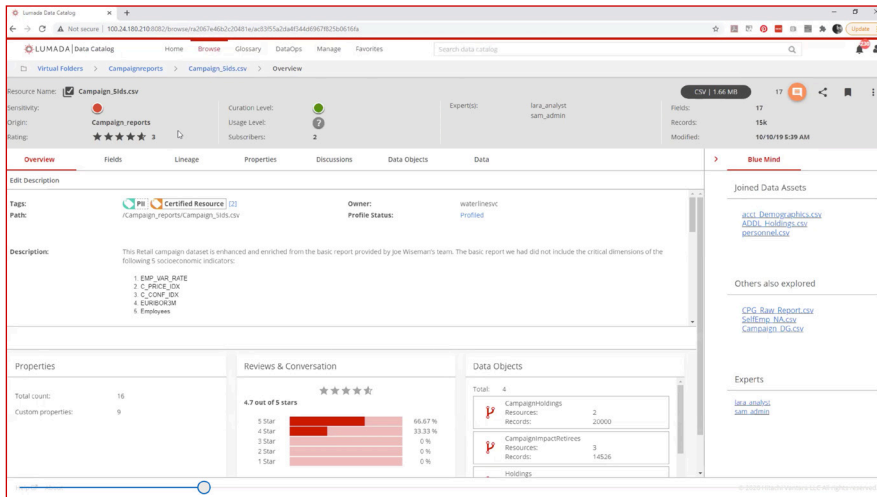 Lumada Data Catalog
Not secure | 100.24.180.210:8082/browse/ra2067e46b2c20481e/ac83f55a2da4f344d6967f825b0616fa
Update
LUMADA Data Catalog Home Browse Glossary DataOps Manage Favorites Search data catalog
Virtual Folders > Campaignreports > Campaign_Sids.csv > Overview
Resource Name: Campaign_Sids.csv CSV | 1.66 MB 17
Sensitivity: Curation Level: Expert(s): lara_analyst Fields: 17
sam_admin
Origin: Campaign_reports Usage Level: ? Records: 15k
Rating: 3 Subscribers: 2 Modified: 10/10/19 5:39 AM
Overview Fields Lineage Properties Discussions Data Objects Data > Blue Mind
Edit Description
Joined Data Assets
Tags: PII Certified Resource [2] Owner: waterlinesvc
Path: /Campaign_reports/Campaign_Sids.csv Profile Status: Profiled
acct_Demographics.csv
ADDL_Holdings.csv
personnel.csv
Description: This Retail campaign dataset is enhanced and enriched from the basic report provided by Joe Wiseman's team. The basic report we had did not include the critical dimensions of the
following 5 socioeconomic indicators:
1. EMP_VAR_RATE
2. C_PRICE_IDX
3. C_CONF_IDX
4. EURIBOR3M
5. Employees
Others also explored
CPG_Raw_Report.csv
SelfEmp_NA.csv
Campaign_DG.csv
Properties Reviews & Conversation Data Objects
Experts
lara_analyst
sam_admin
Total count: 16
Custom properties: 9
4.7 out of 5 stars
5 Star 66.67 %
4 Star 33.33 %
3 Star 0 %
2 Star 0 %
1 Star 0 %
Total: 4
CampaignHoldings
Resources: 2
Records: 20000
CampaignImpactRetirees
Resources: 3
Records: 14526
Holdings